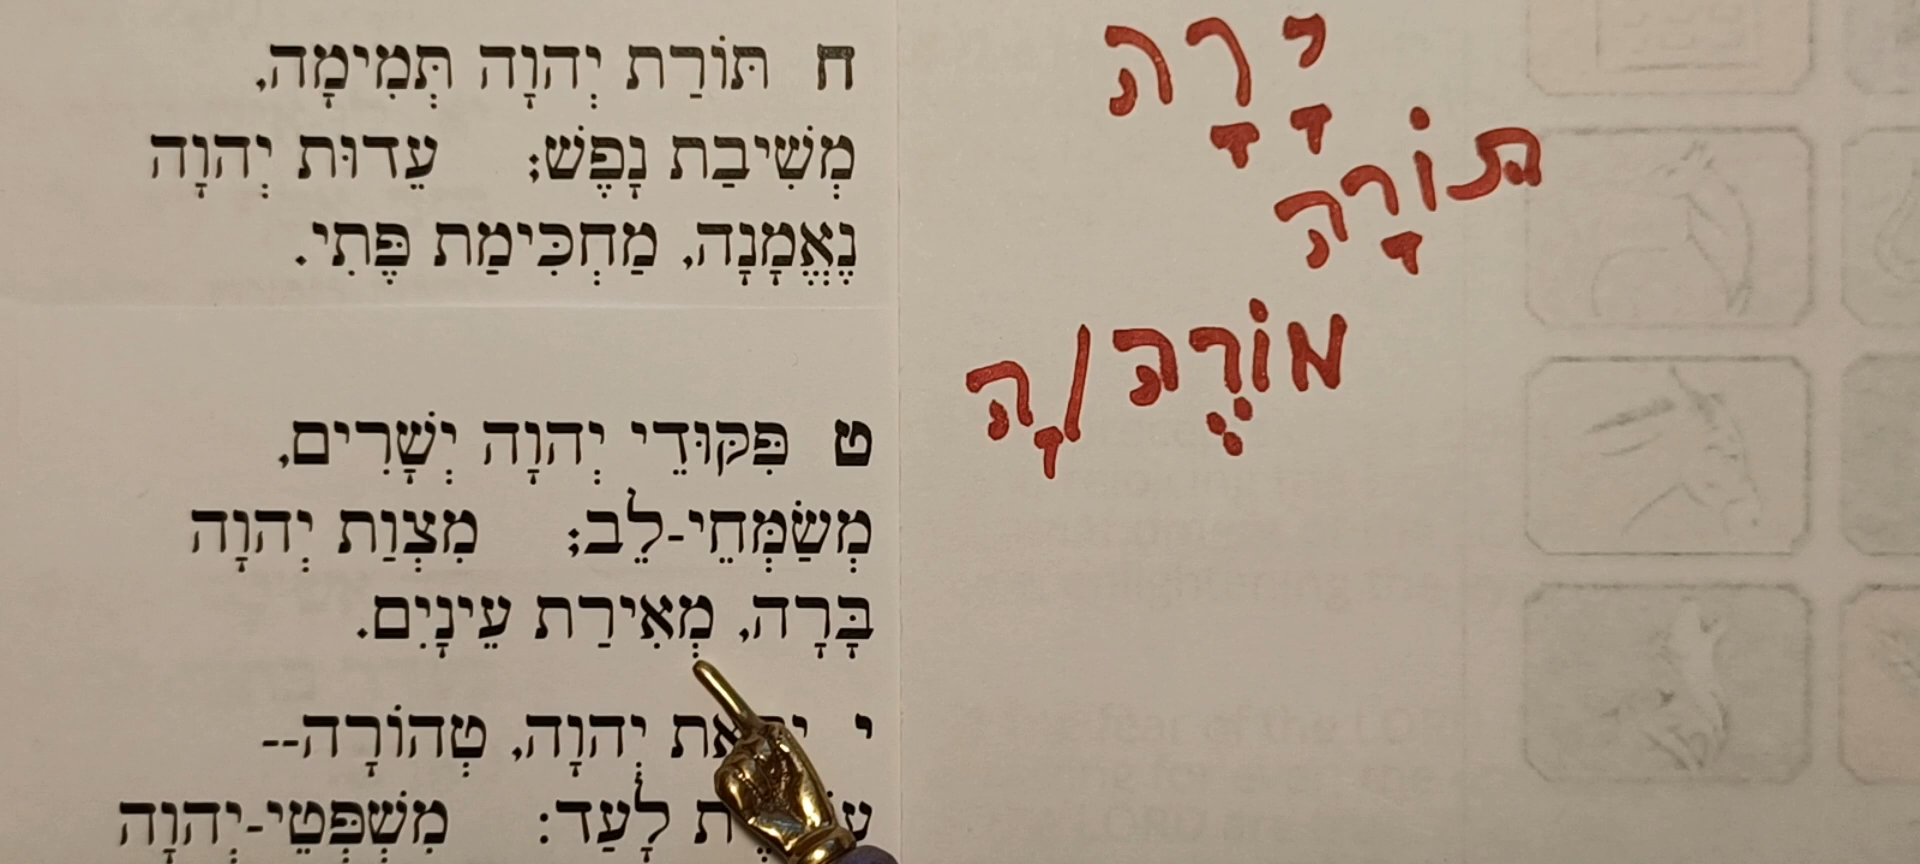 ח תּוֹרַת יְהוָה תְּמִימָה,
מְשִׁיבַת נָפֶשׁ; עֵדוּת יְהוָה
נֶאֱמָנָה, מַחְכִּימַת פֶּתִי.
ט פִּקּוּדֵי יְהוָה יְשָׁרִים,
מְשַׂמְּחֵי-לֵב; מִצְוַת יְהוָה
בָּרָה, מְאִירַת עֵינָיִם.
י יִרְאַת יְהוָה, טְהוֹרָה--
לָעַד:
מִשְׁפְּטֵי-יְהוָה
יָרָה
תּוֹרָה
מוֹרֶה/ָה